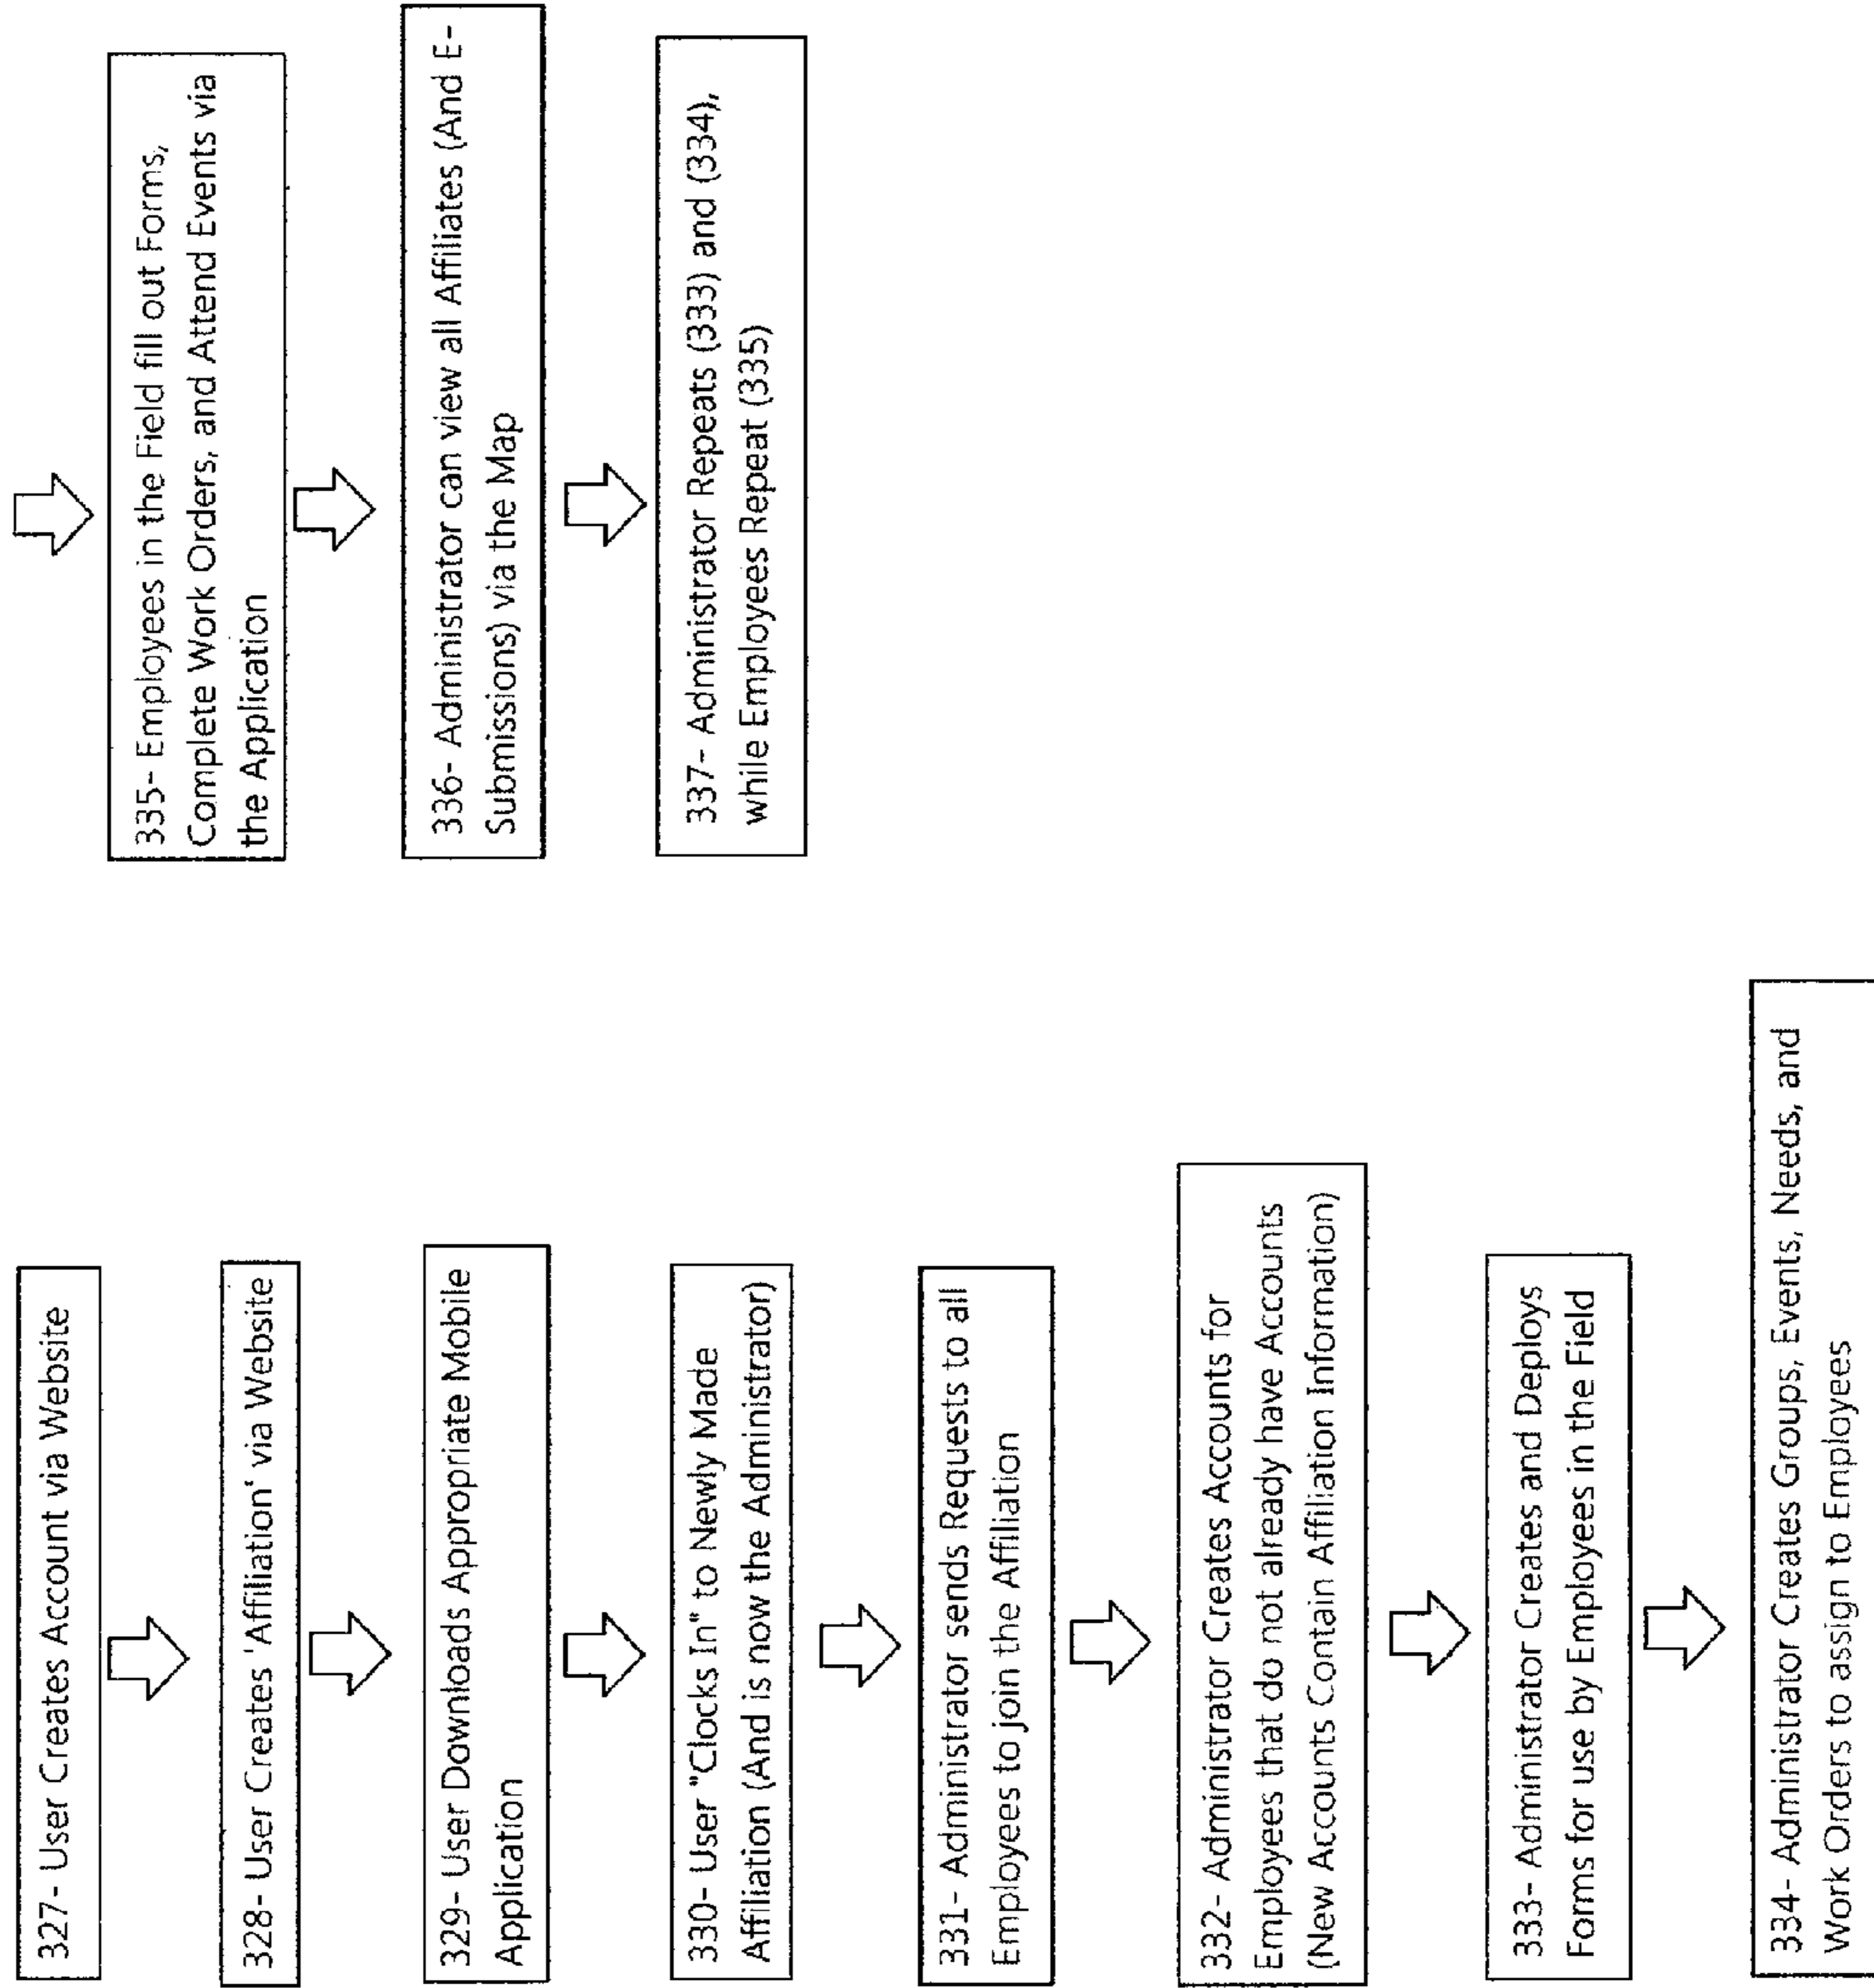 327- User Creates Account via Website
328- User Creates 'Affiliation' via Website
329- User Downloads Appropriate Mobile
Application
330- User "Clocks In" to Newly Made
Affiliation (And is now the Administrator)
331- Administrator sends Requests to all
Employees to join the Affiliation
332- Administrator Creates Accounts for
Employees that do not already have Accounts
(New Accounts Contain Affiliation Information)
333- Administrator Creates and Deploys
Forms for use by Employees in the Field
334- Administrator Creates Groups, Events, Needs, and
Work Orders to assign to Employees
335- Employees in the Field fill out Forms,
Complete Work Orders, and Attend Events via
the Application
336- Administrator can view all Affiliates (And E-
Submissions) via the Map
337- Administrator Repeats (333) and (334),
while Employees Repeat (335)